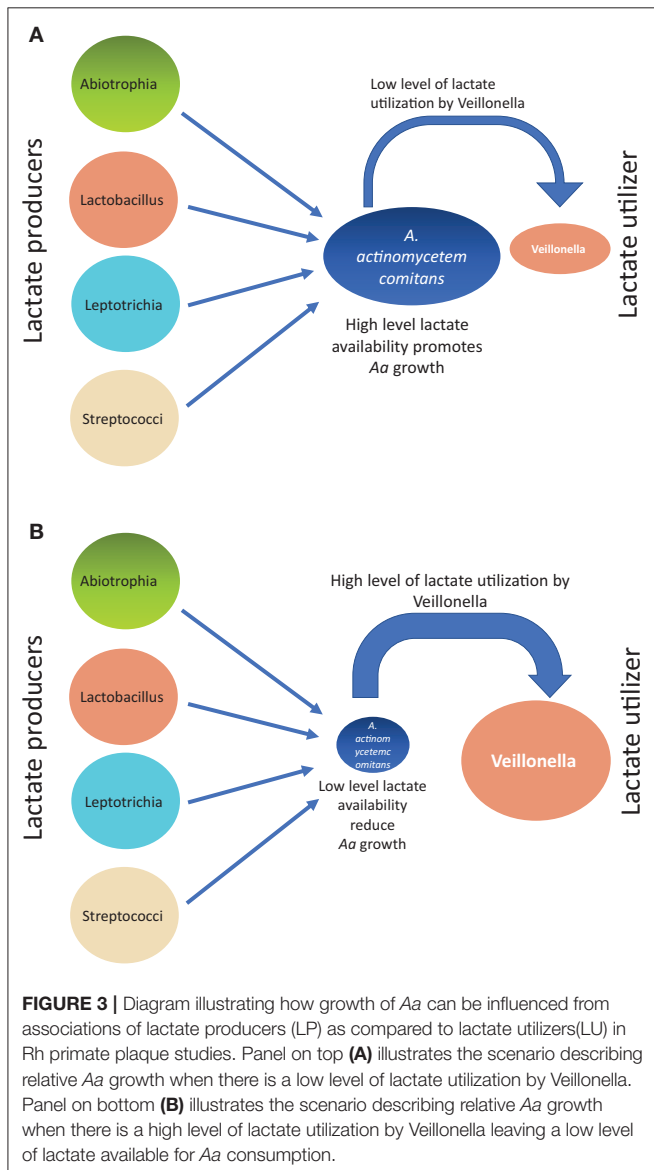 A
Lactate producers
Abiotrophia
Lactobacillus
Leptotrichia
Streptococci
Low level of lactate
utilization by Veillonella
A.
actinomycetem
comitans
High level lactate
availability promotes
Aa growth
Veillonella
Lactate utilizer
B
Lactate producers
Abiotrophia
Lactobacillus
Leptotrichia
Streptococci
High level of lactate utilization by
Veillonella
A.
actinom
ycetemc
omitans
Low level lactate
availability
reduce
Aa growth
Veillonella
Lactate utilizer
FIGURE 3 | Diagram illustrating how growth of Aa can be influenced from
associations of lactate producers (LP) as compared to lactate utilizers(LU) in
Rh primate plaque studies. Panel on top (A) illustrates the scenario describing
relative Aa growth when there is a low level of lactate utilization by Veillonella.
Panel on bottom (B) illustrates the scenario describing relative Aa growth
when there is a high level of lactate utilization by Veillonella leaving a low level
of lactate available for Aa consumption.